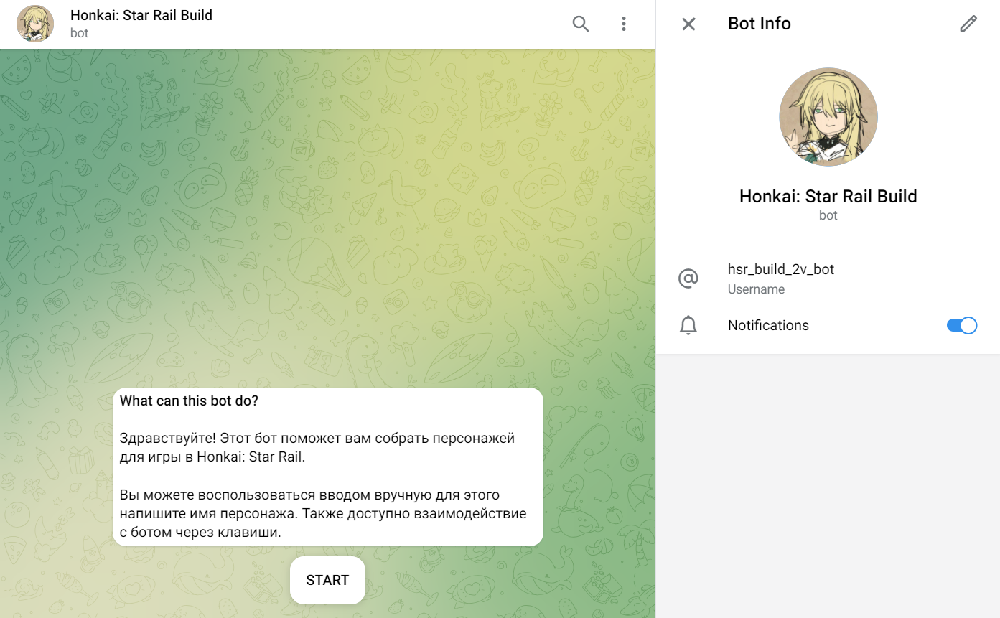 Honkai: Star Rail Build
bot
What can this bot do?
Здравствуйте! Этот бот поможет вам собрать персонажей
для игры в Honkai: Star Rail.
Вы можете воспользоваться вводом вручную для этого
напишите имя персонажа. Также доступно взаимодействие
с ботом через клавиши.
START
Bot Info
Honkai: Star Rail Build
bot
hsr_build_2v_bot
Username
Notifications